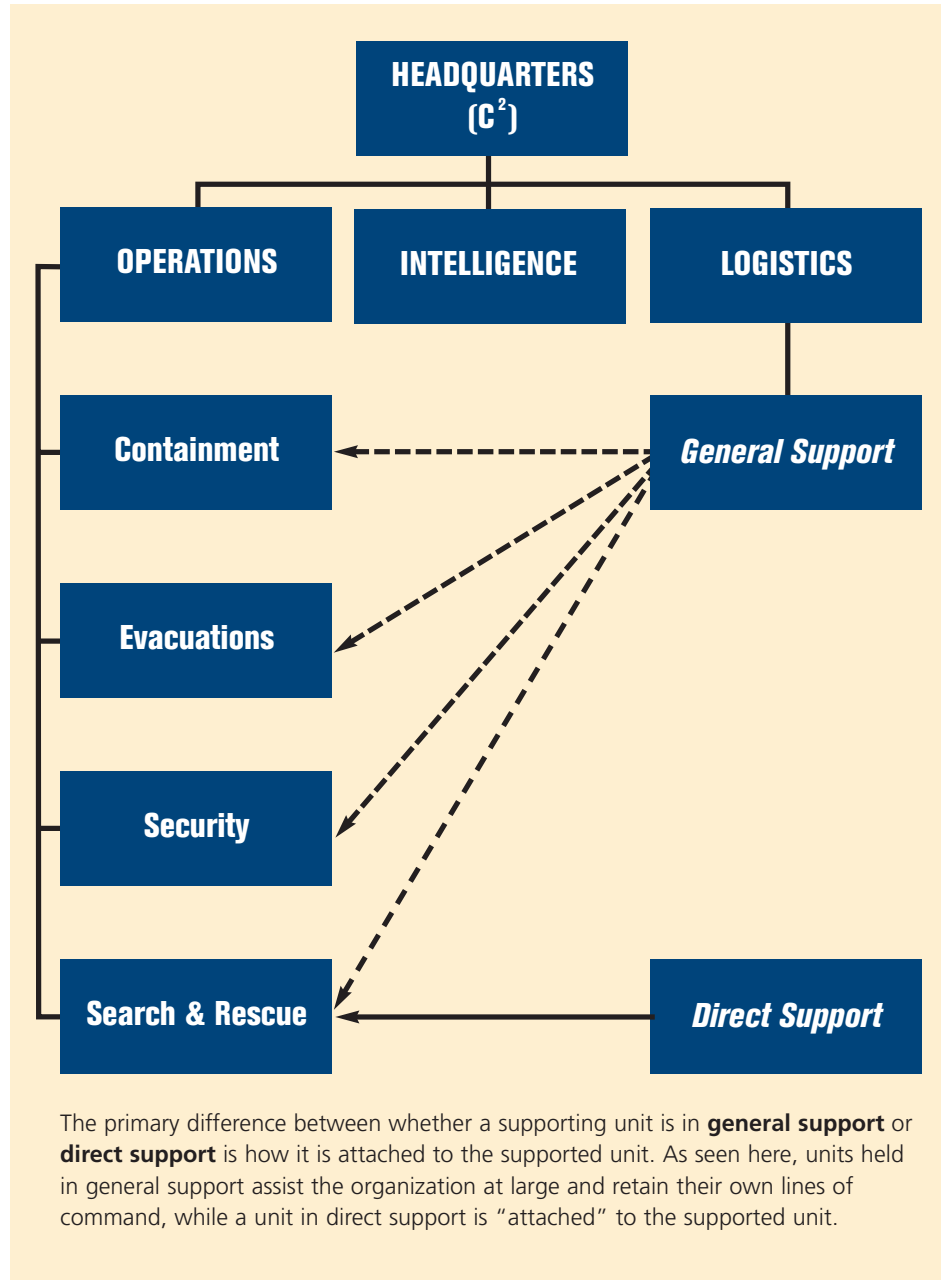 HEADQUARTERS
(C²)
OPERATIONS
INTELLIGENCE
LOGISTICS
Containment
General Support
Evacuations
Security
Search & Rescue
Direct Support
The primary difference between whether a supporting unit is in general support or
direct support is how it is attached to the supported unit. As seen here, units held
in general support assist the organization at large and retain their own lines of
command, while a unit in direct support is “attached” to the supported unit.